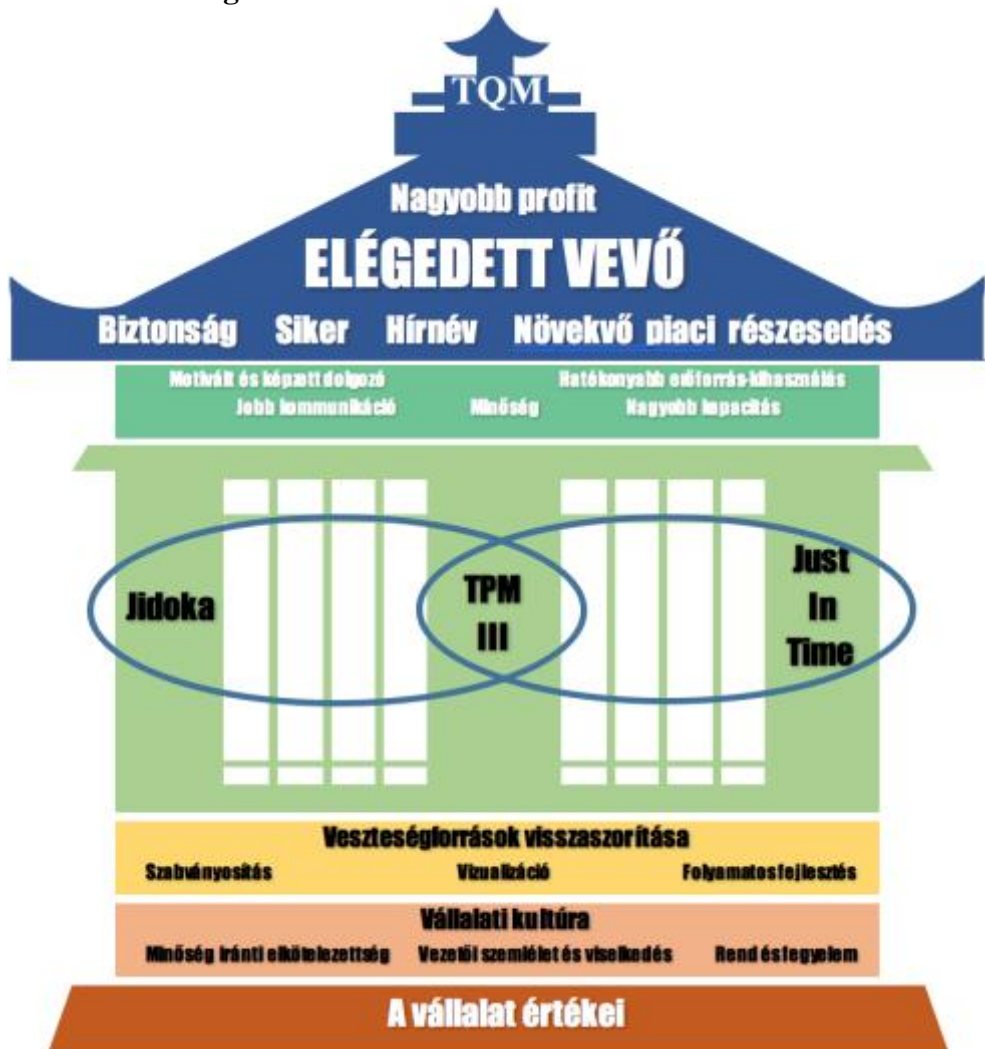 TQM
Nagyobb profit
ELÉGEDETT VEVŐ
Biztonság Siker Hírnév Növekvő piaci részesedés
Motivált és képzett dolgozó Hatékonyabb erőforrás-kihasználás
Jobb kommunikáció Minőség Nagyobb kapacitás
Jidoka
TPM
III
Just
In
Time
Veszteségforrások visszaszorítása
Szabványosítás Vizualizáció Folyamatos fejlesztés
Vállalati kultúra
Minőség iránti elkötelezettség Vezetői szemlélet és viselkedés Rend és fegyelem
A vállalat értékei